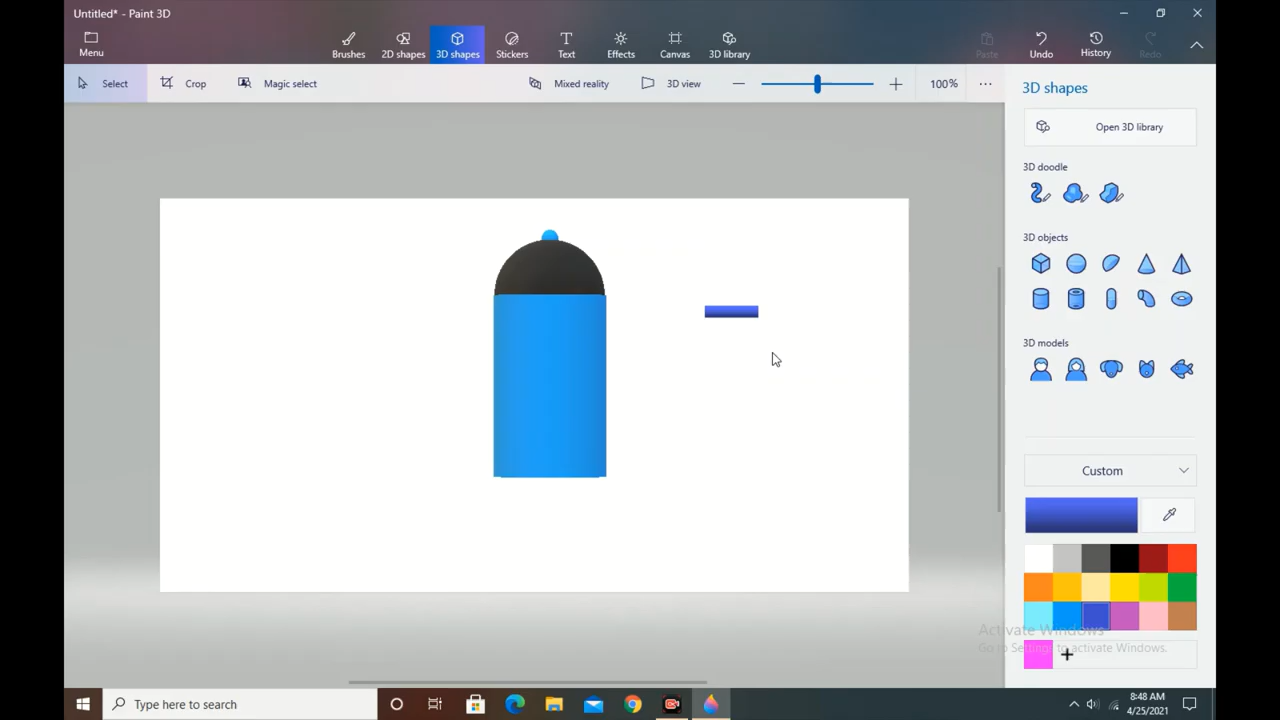 Untitled* - Paint 3D
Menu
Brushes
2D shapes
3D shapes
Stickers
Text
Effects
Canvas
3D library
Paste
Undo
History
Redo
Select
Crop
Magic select
Mixed reality
3D view
100%
3D shapes
Open 3D library
3D doodle
3D objects
3D models
Custom
Activate Windows
Go to Settings to activate Windows.
Type here to search
8:48 AM
4/25/2021